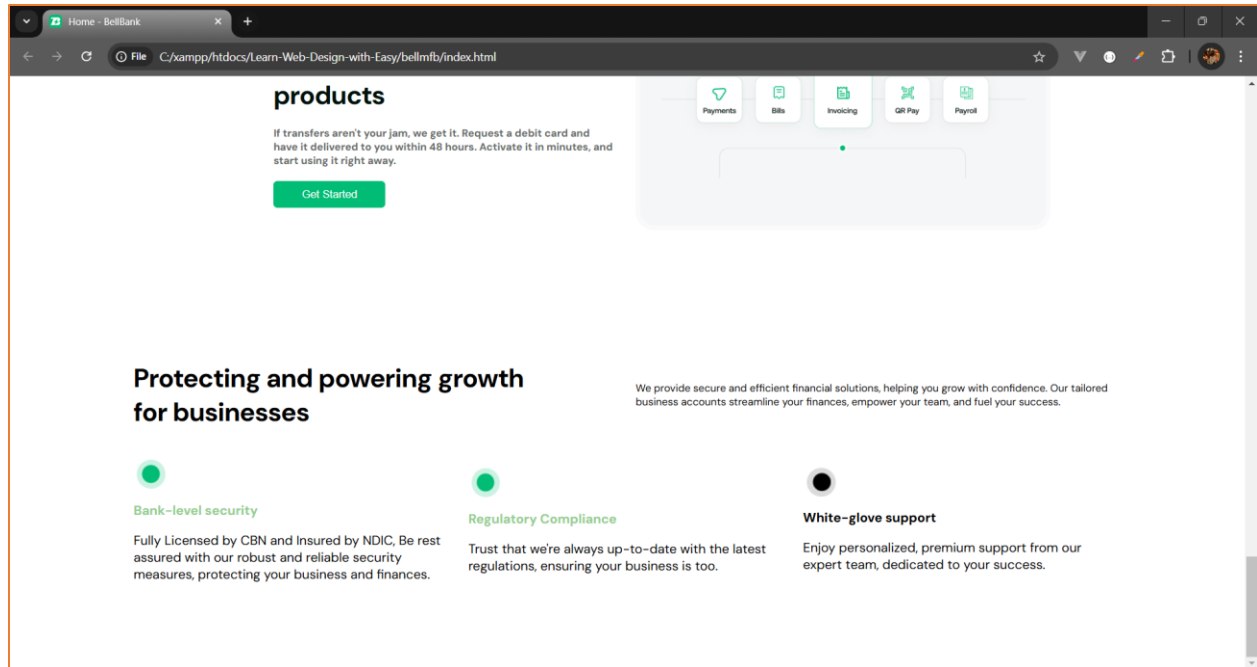 Home - BellBank
File C:/xampp/htdocs/Learn-Web-Design-with-Easy/bellmfb/index.html
products
If transfers aren't your jam, we get it. Request a debit card and
have it delivered to you within 48 hours. Activate it in minutes, and
start using it right away.
Get Started
Payments
Bills
Invoicing
QR Pay
Payroll
Protecting and powering growth
for businesses
We provide secure and efficient financial solutions, helping you grow with confidence. Our tailored
business accounts streamline your finances, empower your team, and fuel your success.
Bank-level security
Fully Licensed by CBN and Insured by NDIC, Be rest
assured with our robust and reliable security
measures, protecting your business and finances.
Regulatory Compliance
Trust that we're always up-to-date with the latest
regulations, ensuring your business is too.
White-glove support
Enjoy personalized, premium support from our
expert team, dedicated to your success.